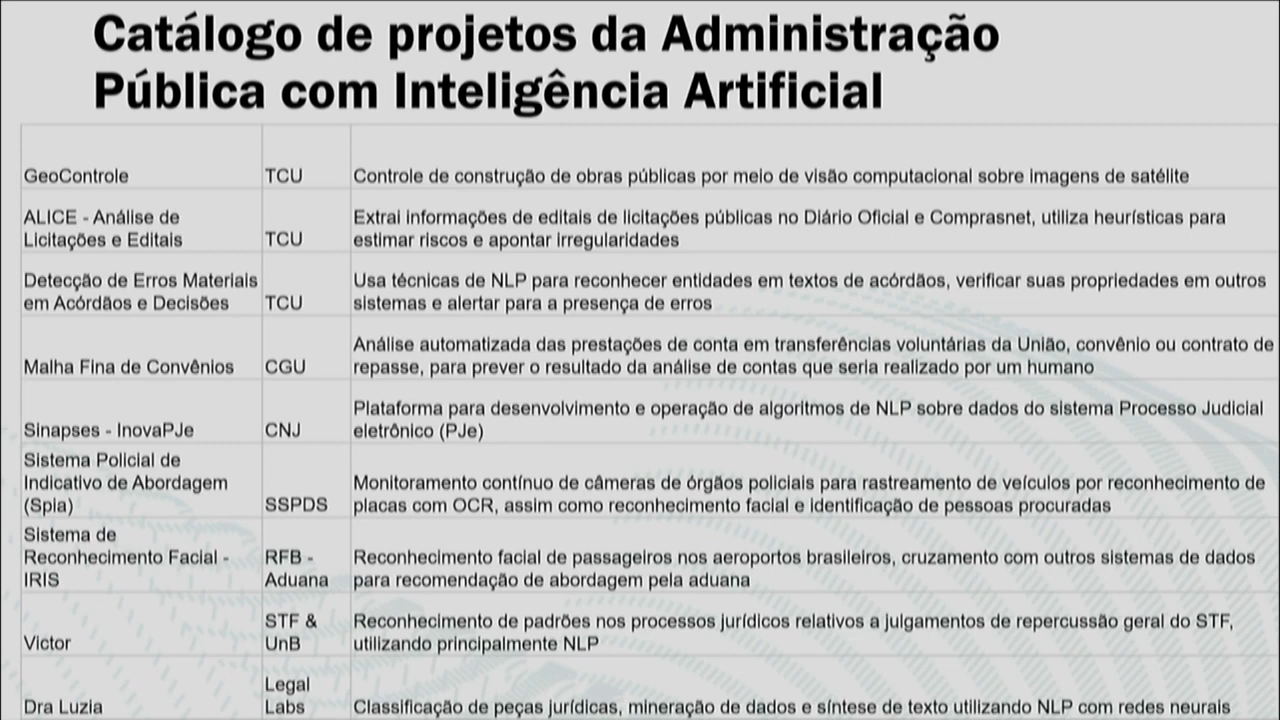 Catálogo de projetos da Administração
Pública com Inteligência Artificial
GeoControle TCU Controle de construção de obras públicas por meio de visão computacional sobre imagens de satélite
ALICE - Análise de
Licitações e Editais
TCU
Extrai informações de editais de licitações públicas no Diário Oficial e Comprasnet, utiliza heurísticas para
estimar riscos e apontar irregularidades
Detecção de Erros Materiais
em Acórdãos e Decisões
TCU
Usa técnicas de NLP para reconhecer entidades em textos de acórdãos, verificar suas propriedades em outros
sistemas e alertar para a presença de erros
Malha Fina de Convênios
CGU
Análise automatizada das prestações de conta em transferências voluntárias da União, convênio ou contrato de
repasse, para prever o resultado da análise de contas que seria realizado por um humano
Sinapses - InovaPJe
CNJ
Plataforma para desenvolvimento e operação de algoritmos de NLP sobre dados do sistema Processo Judicial
eletrônico (PJe)
Sistema Policial de
Indicativo de Abordagem
(Spia)
SSPDS
Monitoramento contínuo de câmeras de órgãos policiais para rastreamento de veículos por reconhecimento de
placas com OCR, assim como reconhecimento facial e identificação de pessoas procuradas
Sistema de
Reconhecimento Facial -
IRIS
RFB -
Aduana
Reconhecimento facial de passageiros nos aeroportos brasileiros, cruzamento com outros sistemas de dados
para recomendação de abordagem pela aduana
Victor
STF &
UnB
Reconhecimento de padrões nos processos jurídicos relativos a julgamentos de repercussão geral do STF,
utilizando principalmente NLP
Dra Luzia
Legal
Labs
Classificação de peças jurídicas, mineração de dados e síntese de texto utilizando NLP com redes neurais